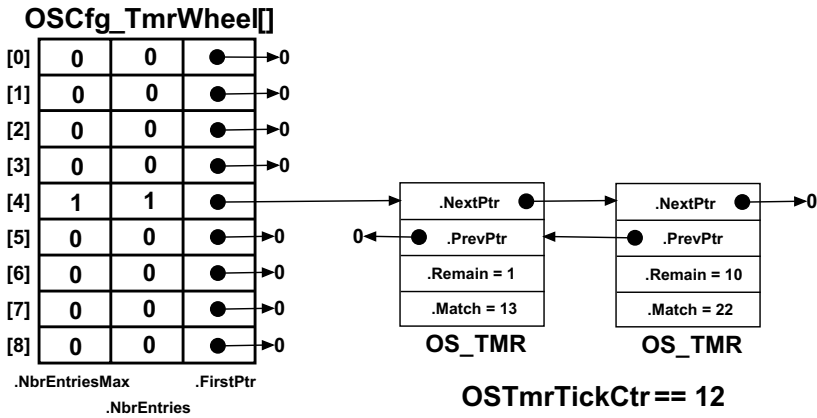 OSCfg_TmrWheel[]
[0] 0 0 0
[1] 0 0 0
[2] 0 0 0
[3] 0 0 0
[4] 1 1 .NextPtr .NextPtr 0
[5] 0 0 0 0 .PrevPtr .PrevPtr
[6] 0 0 0 .Remain = 1 .Remain = 10
[7] 0 0 0 .Match = 13 .Match = 22
[8] 0 0 0 OS_TMR OS_TMR
.NbrEntriesMax .FirstPtr
.NbrEntries
OSTmrTickCtr == 12